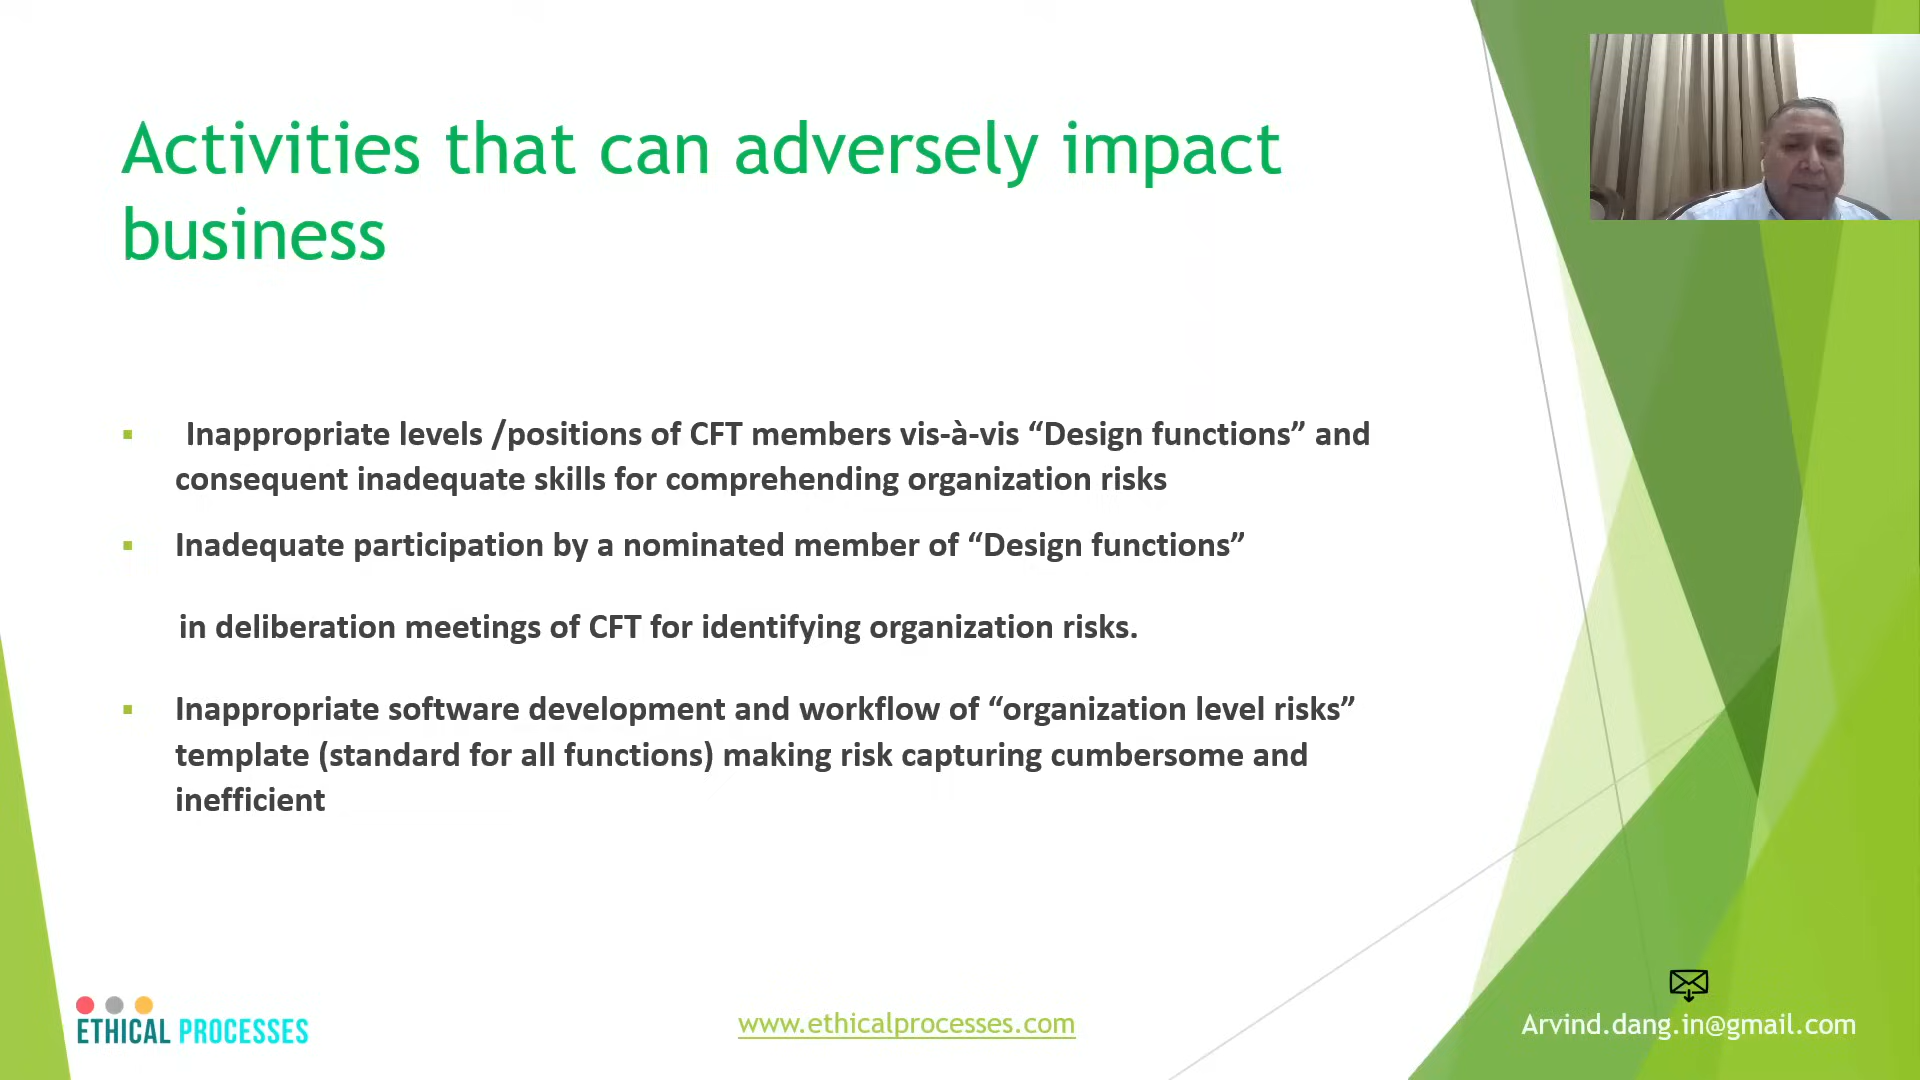 Activities that can adversely impact
business
▪ Inappropriate levels /positions of CFT members vis-à-vis “Design functions” and
consequent inadequate skills for comprehending organization risks
▪ Inadequate participation by a nominated member of “Design functions”
in deliberation meetings of CFT for identifying organization risks.
▪ Inappropriate software development and workflow of “organization level risks”
template (standard for all functions) making risk capturing cumbersome and
inefficient
ETHICAL PROCESSES
www.ethicalprocesses.com
Arvind.dang.in@gmail.com